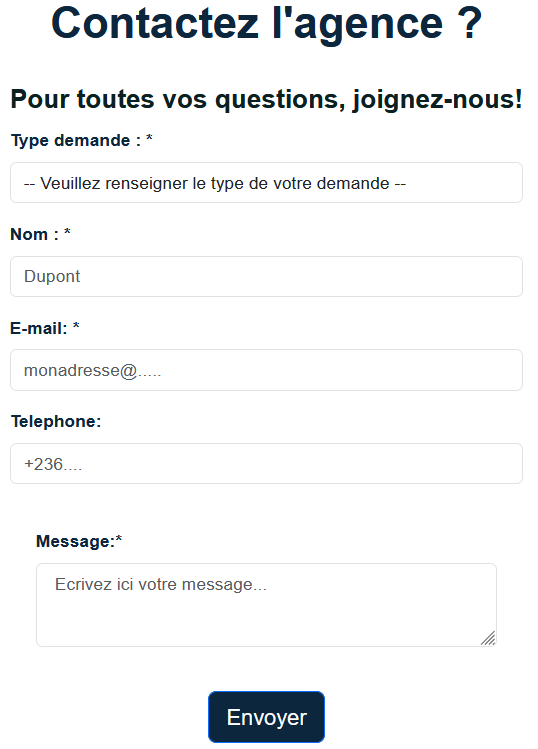 Contactez l'agence ?
Pour toutes vos questions, joignez-nous!
Type demande : *
-- Veuillez renseigner le type de votre demande --
Nom : *
Dupont
E-mail: *
monadresse@.....
Telephone:
+236....
Message:*
Ecrivez ici votre message...
Envoyer